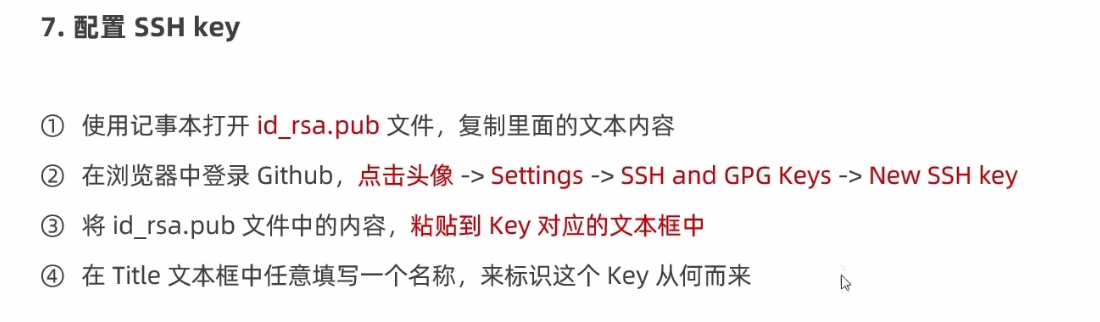 7. 配置 SSH key
① 使用记事本打开 id_rsa.pub 文件，复制里面的文本内容
② 在浏览器中登录 Github，点击头像 -> Settings -> SSH and GPG Keys -> New SSH key
③ 将 id_rsa.pub 文件中的内容，粘贴到 Key 对应的文本框中
④ 在 Title 文本框中任意填写一个名称，来标识这个 Key 从何而来